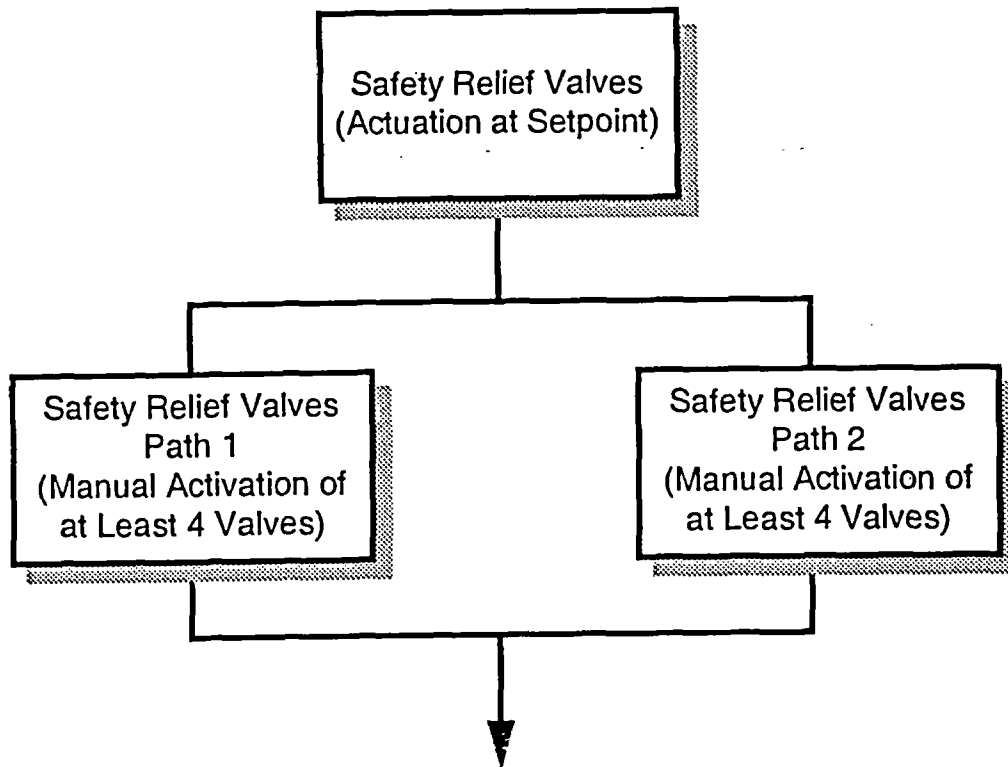 Safety Relief Valves
(Actuation at Setpoint)
Safety Relief Valves
Path 1
(Manual Activation of
at Least 4 Valves)
Safety Relief Valves
Path 2
(Manual Activation of
at Least 4 Valves)